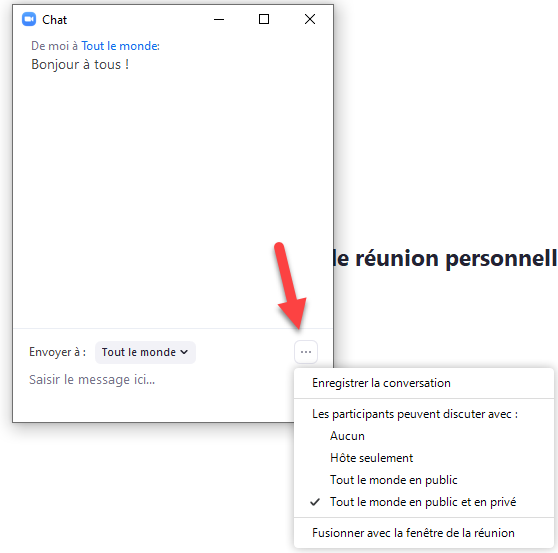 Chat
De moi à Tout le monde:
Bonjour à tous !
de réunion personnell
Envoyer à : Tout le monde
Saisir le message ici...
Enregistrer la conversation
Les participants peuvent discuter avec :
Aucun
Hôte seulement
Tout le monde en public
Tout le monde en public et en privé
Fusionner avec la fenêtre de la réunion